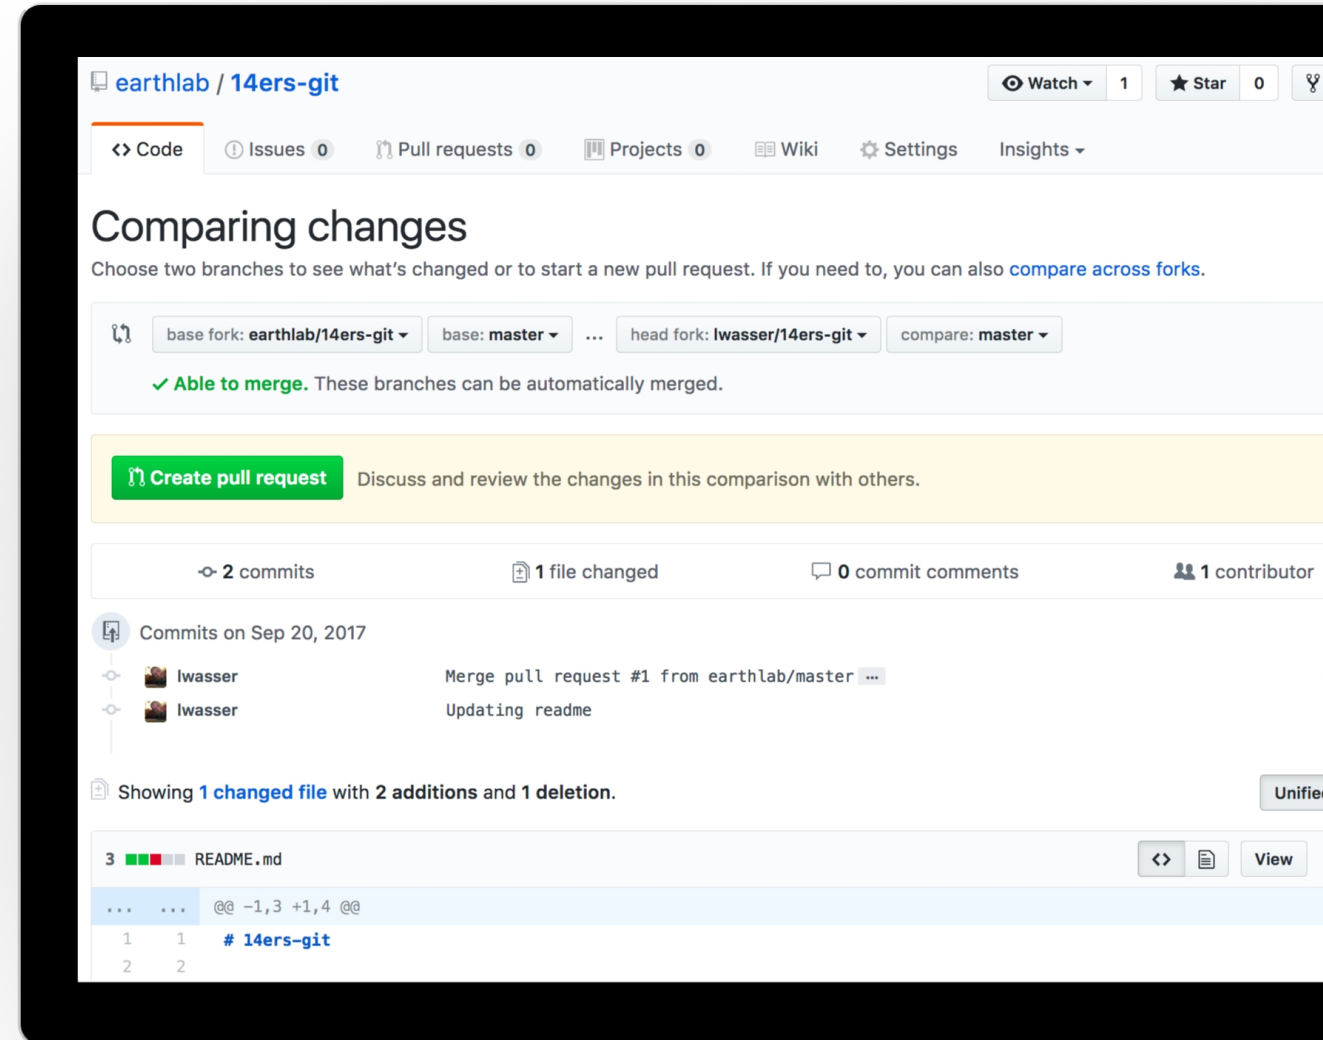 earthlab / 14ers-git
Watch 1 Star 0
Code Issues 0 Pull requests 0 Projects 0 Wiki Settings Insights
Comparing changes
Choose two branches to see what's changed or to start a new pull request. If you need to, you can also compare across forks.
base fork: earthlab/14ers-git base: master ... head fork: lwasser/14ers-git compare: master
Able to merge. These branches can be automatically merged.
Create pull request Discuss and review the changes in this comparison with others.
2 commits 1 file changed 0 commit comments 1 contributor
Commits on Sep 20, 2017
lwasser Merge pull request #1 from earthlab/master ...
lwasser Updating readme
Showing 1 changed file with 2 additions and 1 deletion.
3 README.md <> View
... ... @@ -1,3 +1,4 @@
1 1 # 14ers-git
2 2